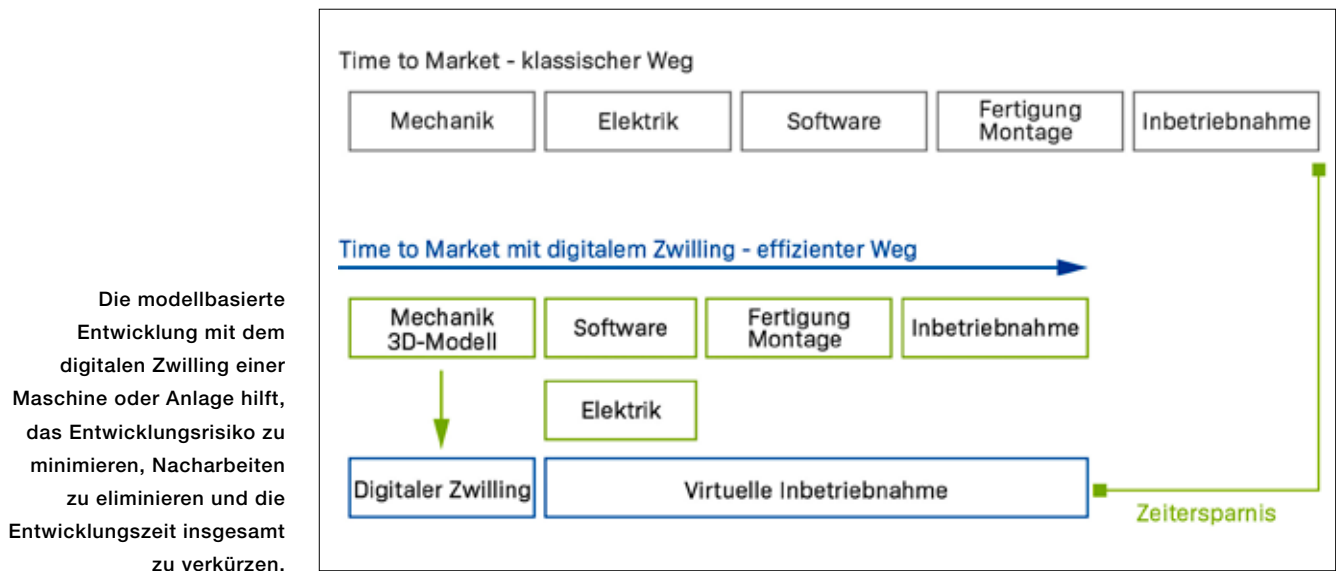 Die modellbasierte
Entwicklung mit dem
digitalen Zwilling einer
Maschine oder Anlage hilft,
das Entwicklungsrisiko zu
minimieren, Nacharbeiten
zu eliminieren und die
Entwicklungszeit insgesamt
zu verkürzen.
Time to Market - klassischer Weg
Mechanik
Elektrik
Software
Fertigung
Montage
Inbetriebnahme
Time to Market mit digitalem Zwilling - effizienter Weg
Mechanik
3D-Modell
Software
Fertigung
Montage
Inbetriebnahme
Elektrik
Digitaler Zwilling
Virtuelle Inbetriebnahme
Zeitersparnis